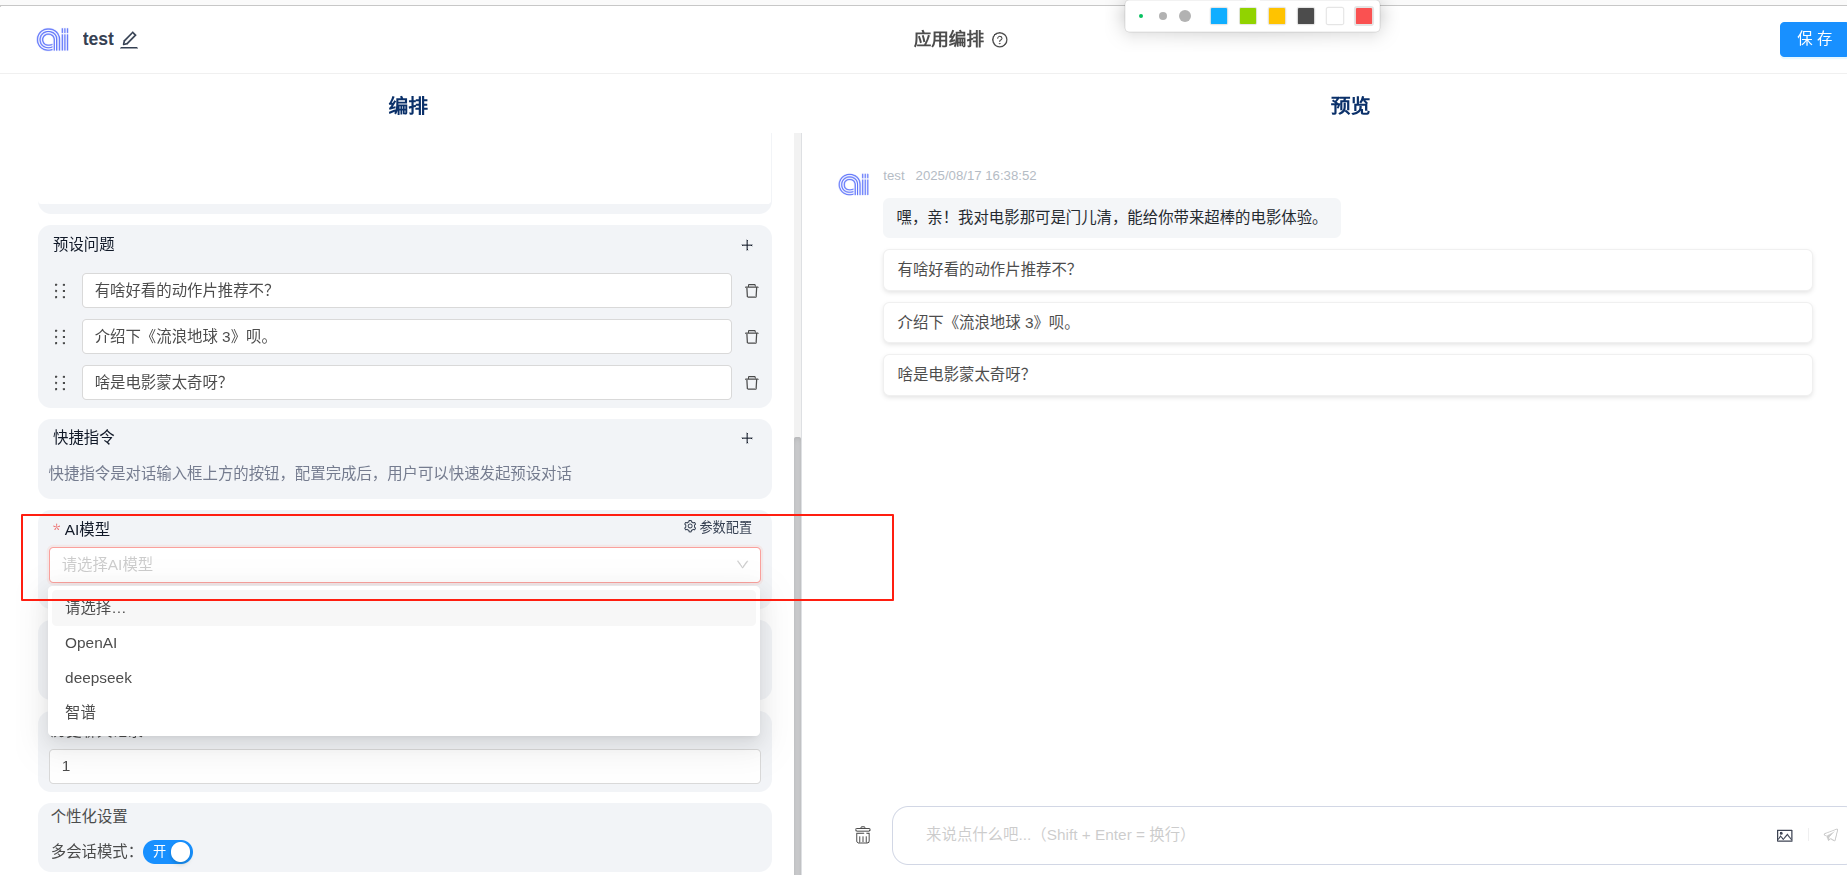 test
应用编排
保 存
编排
预览
预设问题
有啥好看的动作片推荐不？
介绍下《流浪地球 3》呗。
啥是电影蒙太奇呀？
快捷指令
快捷指令是对话输入框上方的按钮，配置完成后，用户可以快速发起预设对话
* AI模型
参数配置
请选择AI模型
请选择...
OpenAI
deepseek
智谱
1
个性化设置
多会话模式：开
test 2025/08/17 16:38:52
嘿，亲！我对电影那可是门儿清，能给你带来超棒的电影体验。
有啥好看的动作片推荐不？
介绍下《流浪地球 3》呗。
啥是电影蒙太奇呀？
来说点什么吧...（Shift + Enter = 换行）